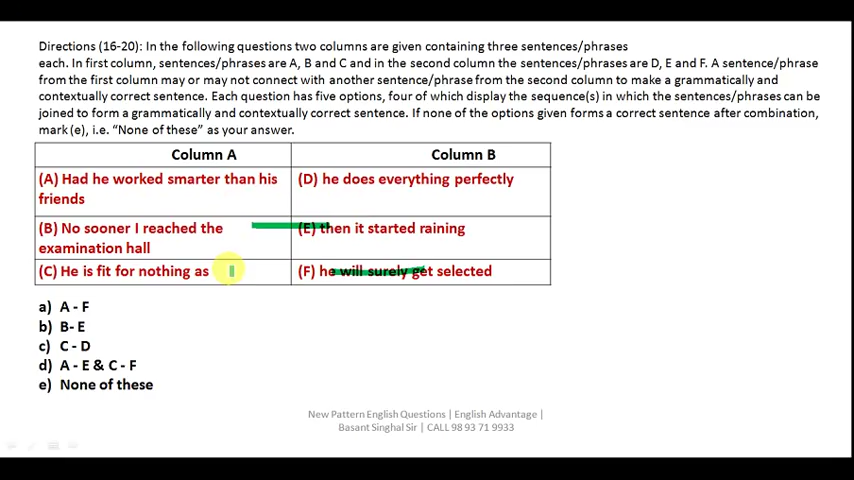 Directions (16-20): In the following questions two columns are given containing three sentences/phrases
each. In first column, sentences/phrases are A, B and C and in the second column the sentences/phrases are D, E and F. A sentence/phrase
from the first column may or may not connect with another sentence/phrase from the second column to make a grammatically and
contextually correct sentence. Each question has five options, four of which display the sequence(s) in which the sentences/phrases can be
joined to form a grammatically and contextually correct sentence. If none of the options given forms a correct sentence after combination,
mark (e), i.e. “None of these” as your answer.
Column A
Column B
(A) Had he worked smarter than his
friends
(D) he does everything perfectly
(B) No sooner I reached the
examination hall
(E) then it started raining
(C) He is fit for nothing as
(F) he will surely get selected
a) A - F
b) B- E
c) C - D
d) A - E & C - F
e) None of these
New Pattern English Questions | English Advantage |
Basant Singhal Sir | CALL 98 93 71 9933